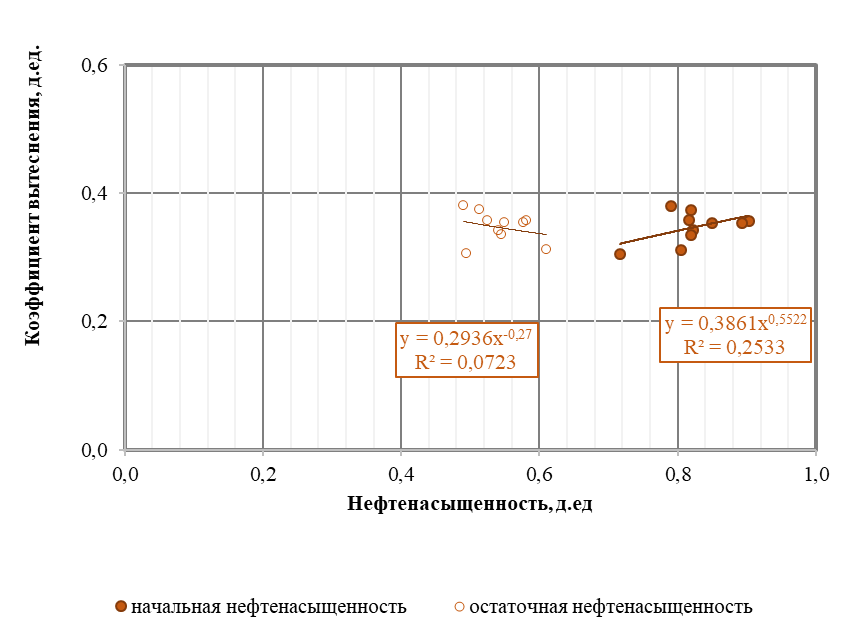 Коэффициент вытеснения, д.ед.
0,6
0,4
0,2
0,0
y = 0,2936x-0,27
R² = 0,0723
y = 0,3861x0,5522
R² = 0,2533
0,0 0,2 0,4 0,6 0,8 1,0
Нефтенасыщенность, д.ед
начальная нефтенасыщенность остаточная нефтенасыщенность